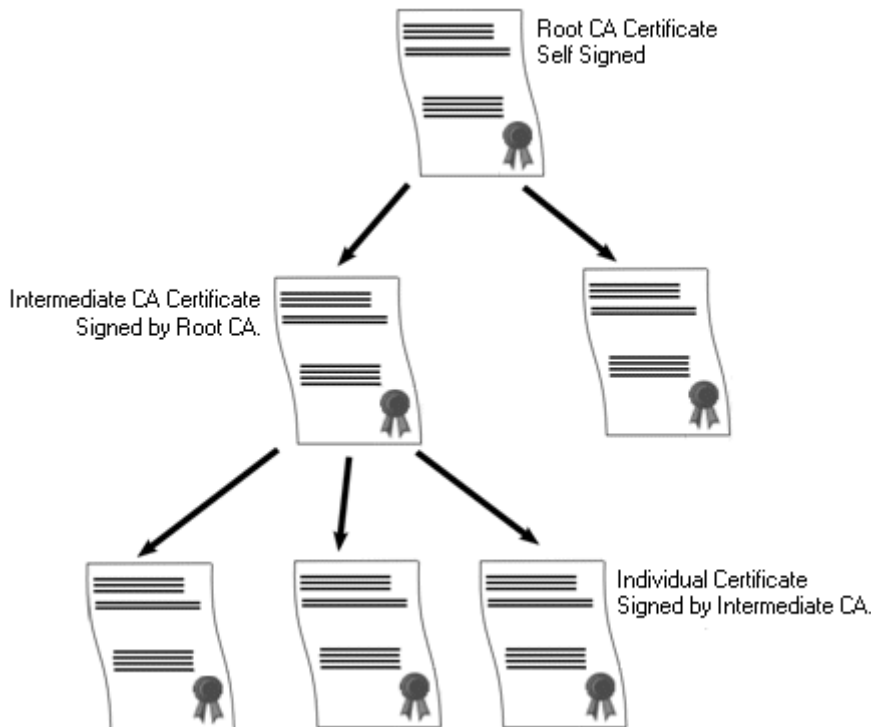 Root CA Certificate
Self Signed
Intermediate CA Certificate
Signed by Root CA.
Individual Certificate
Signed by Intermediate CA.